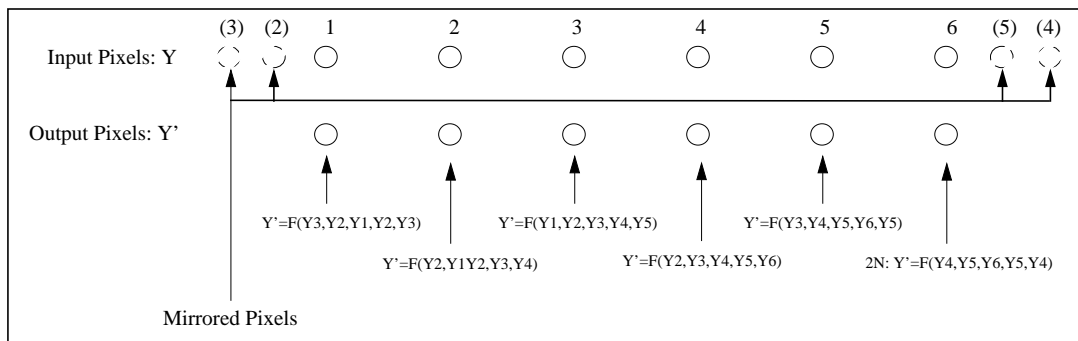 (3) (2) 1 2 3 4 5 6 (5) (4)
Input Pixels: Y
Output Pixels: Y’
Y’=F(Y3,Y2,Y1,Y2,Y3) Y’=F(Y1,Y2,Y3,Y4,Y5) Y’=F(Y3,Y4,Y5,Y6,Y5)
Y’=F(Y2,Y1Y2,Y3,Y4) Y’=F(Y2,Y3,Y4,Y5,Y6) 2N: Y’=F(Y4,Y5,Y6,Y5,Y4)
Mirrored Pixels